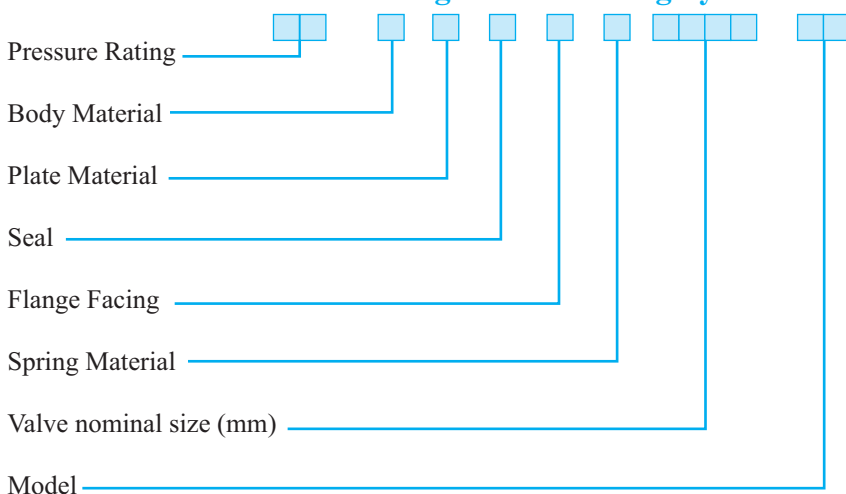 Pressure Rating
Body Material
Plate Material
Seal
Flange Facing
Spring Material
Valve nominal size (mm)
Model